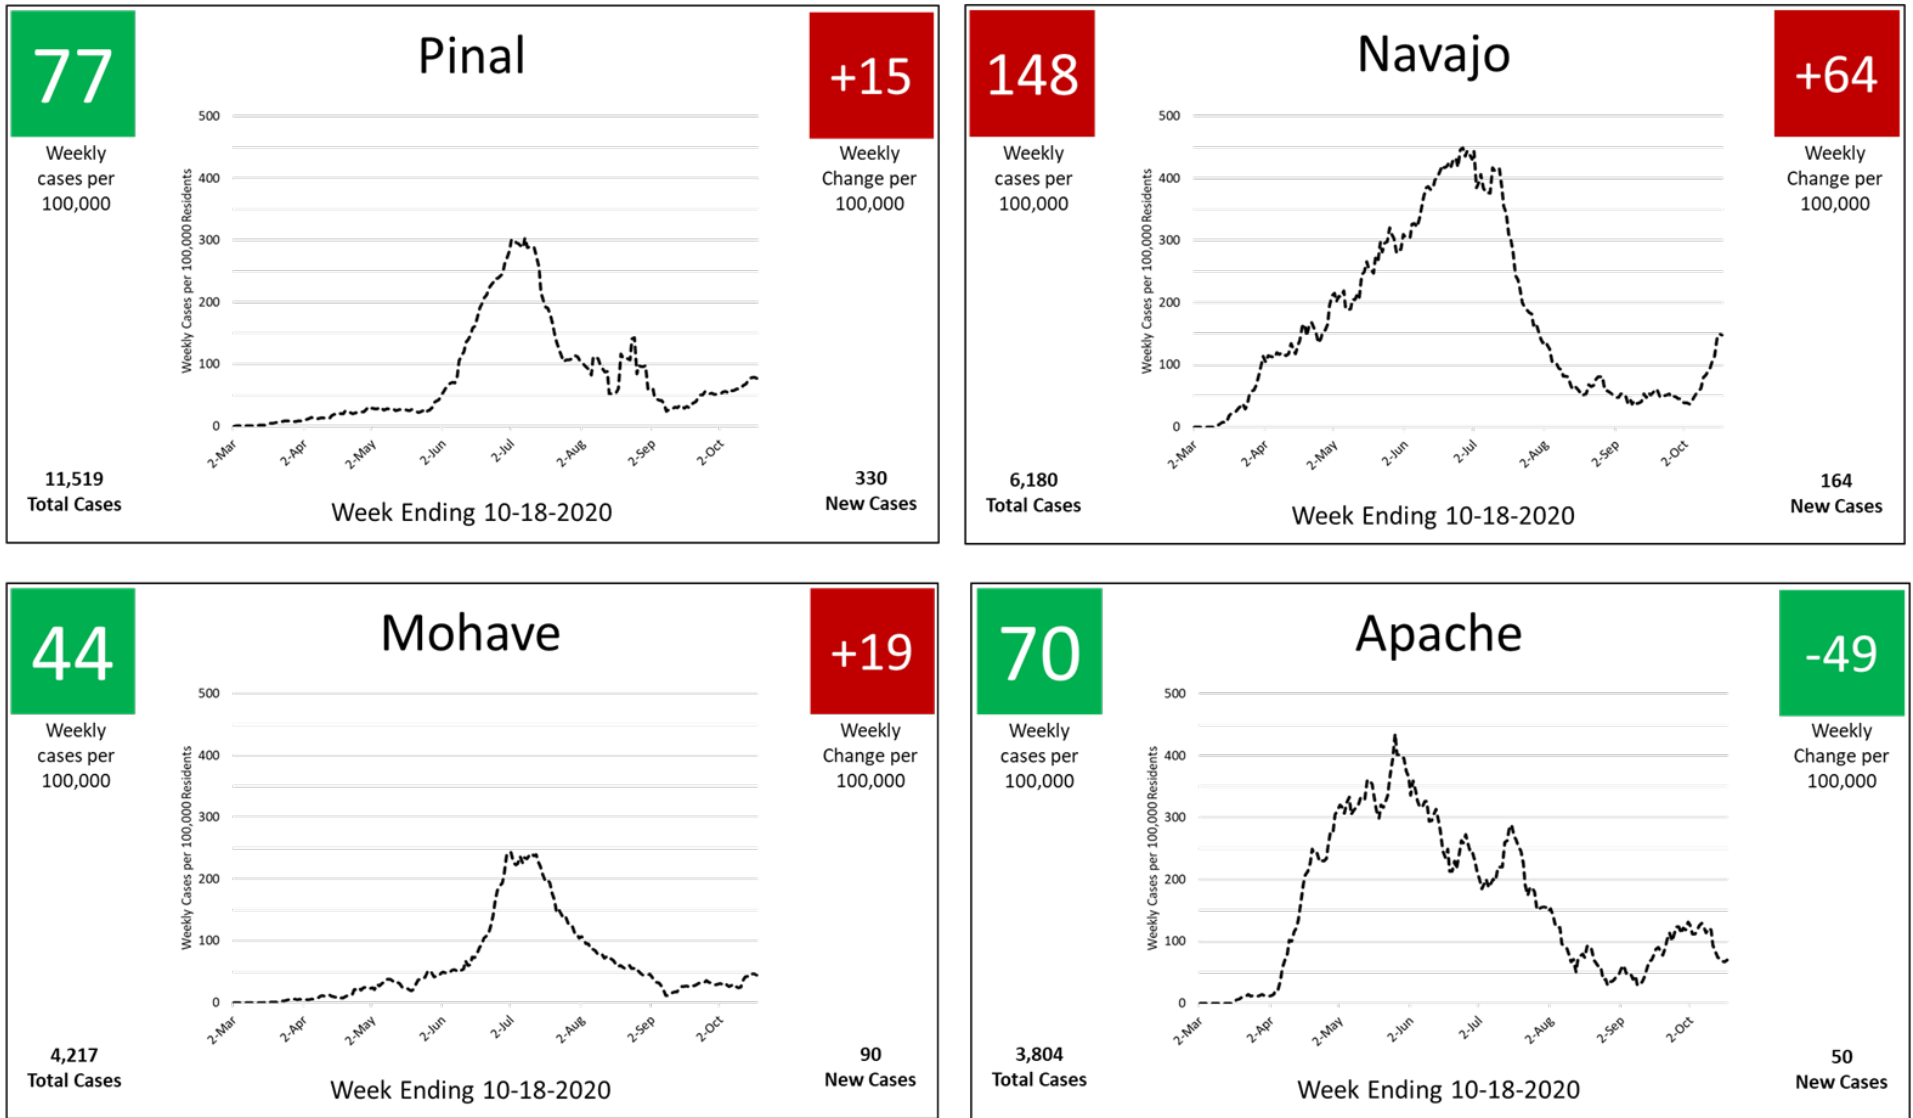 77
Pinal
+15
Weekly
cases per
100,000
Weekly
Change per
100,000
Weekly Cases per 100,000 Residents
500
400
300
200
100
0
2-Mar
2-Apr
2-May
2-Jun
2-Jul
2-Aug
2-Sep
2-Oct
11,519
Total Cases
Week Ending 10-18-2020
330
New Cases
148
Navajo
+64
Weekly
cases per
100,000
Weekly
Change per
100,000
Weekly Cases per 100,000 Residents
500
400
300
200
100
0
2-Mar
2-Apr
2-May
2-Jun
2-Jul
2-Aug
2-Sep
2-Oct
6,180
Total Cases
Week Ending 10-18-2020
164
New Cases
44
Mohave
+19
Weekly
cases per
100,000
Weekly
Change per
100,000
Weekly Cases per 100,000 Residents
500
400
300
200
100
0
2-Mar
2-Apr
2-May
2-Jun
2-Jul
2-Aug
2-Sep
2-Oct
4,217
Total Cases
Week Ending 10-18-2020
90
New Cases
70
Apache
-49
Weekly
cases per
100,000
Weekly
Change per
100,000
Weekly Cases per 100,000 Residents
500
400
300
200
100
0
2-Mar
2-Apr
2-May
2-Jun
2-Jul
2-Aug
2-Sep
2-Oct
3,804
Total Cases
Week Ending 10-18-2020
50
New Cases